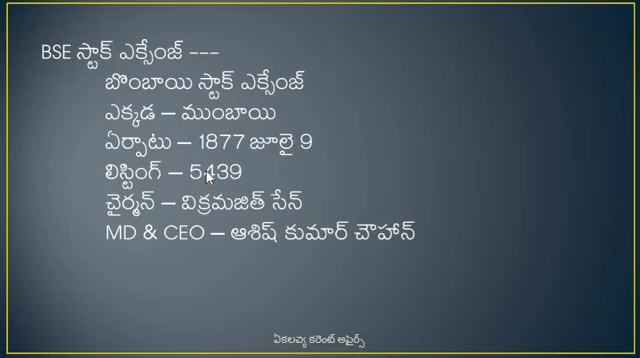 BSE స్టాక్ ఎక్సేంజ్ ---
బొంబాయి స్టాక్ ఎక్సేంజ్
ఎక్కడ – ముంబాయి
ఏర్పాటు – 1877 జూలై 9
లిస్టింగ్ – 5439
చైర్మన్ – విక్రమజిత్ సేన్
MD & CEO – ఆశిష్ కుమార్ చౌహాన్
ఏకలవ్య కరెంట్ అఫైర్స్